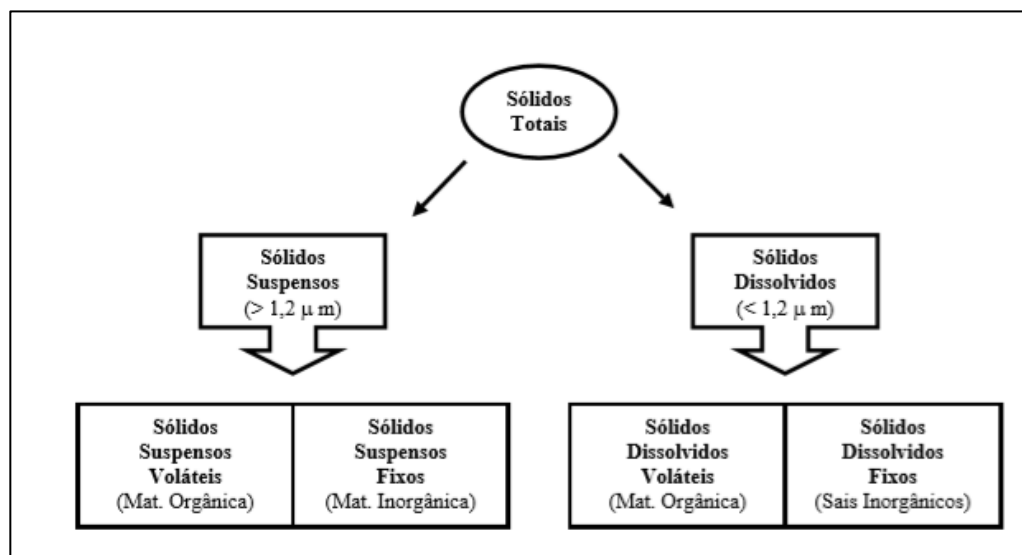 Sólidos
Totais
Sólidos
Suspensos
(> 1,2 μ m)
Sólidos
Dissolvidos
(< 1,2 μ m)
Sólidos
Suspensos
Voláteis
(Mat. Orgânica)
Sólidos
Suspensos
Fixos
(Mat. Inorgânica)
Sólidos
Dissolvidos
Voláteis
(Mat. Orgânica)
Sólidos
Dissolvidos
Fixos
(Sais Inorgânicos)